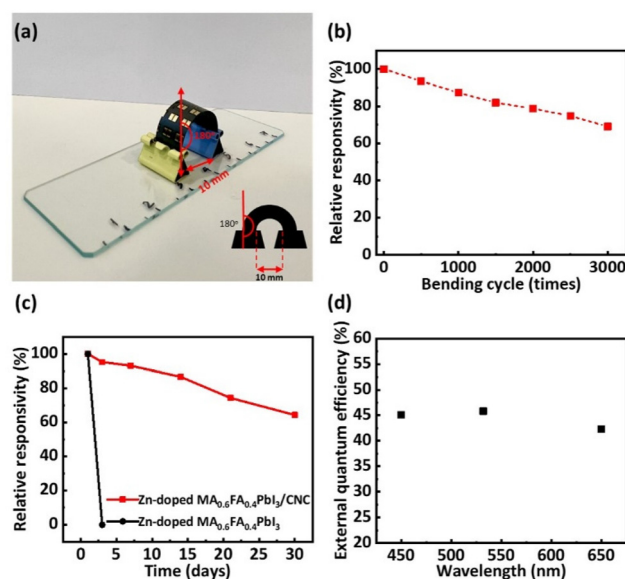 (a)
180°
10 mm
180°
10 mm
(b)
Relative responsivity (%)
100
80
60
40
20
0
0 1000 2000 3000
Bending cycle (times)
(c)
Relative responsivity (%)
100
80
60
40
20
0
Zn-doped MA0.6FA0.4PbI3/CNC
Zn-doped MA0.6FA0.4PbI3
0 5 10 15 20 25 30
Time (days)
(d)
External quantum efficiency (%)
60
55
50
45
40
35
30
25
20
450 500 550 600 650
Wavelength (nm)